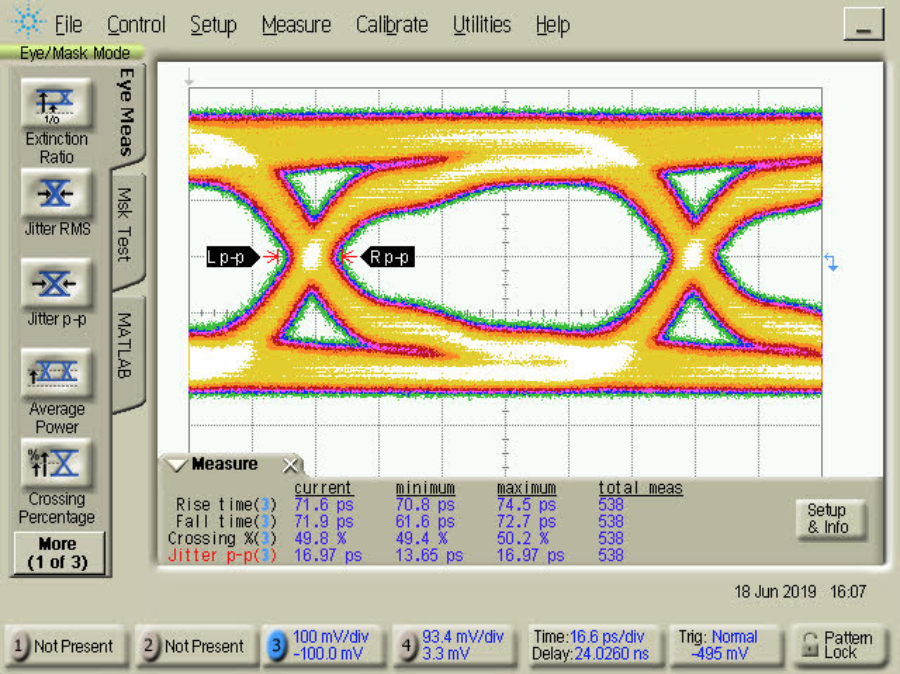 File Control Setup Measure Calibrate Utilities Help
Eye/Mask Mode
Eye Meas
Msk Test
MATLAB
1/0
Extinction
Ratio
Jitter RMS
Jitter p-p
Average
Power
%
Crossing
Percentage
More
(1 of 3)
L p-p
R p-p
Measure
current minimum maximum total meas
Rise time(3) 71.6 ps 70.8 ps 74.5 ps 538
Fall time(3) 71.9 ps 61.6 ps 72.7 ps 538
Crossing %(3) 49.8 % 49.4 % 50.2 % 538
Jitter p-p(3) 16.97 ps 13.65 ps 16.97 ps 538
Setup
& Info
18 Jun 2019 16:07
1 Not Present
2 Not Present
3 100 mV/div
-100.0 mV
4 93.4 mV/div
3.3 mV
Time:16.6 ps/div
Delay:24.0260 ns
Trig: Normal
-495 mV
Pattern
Lock